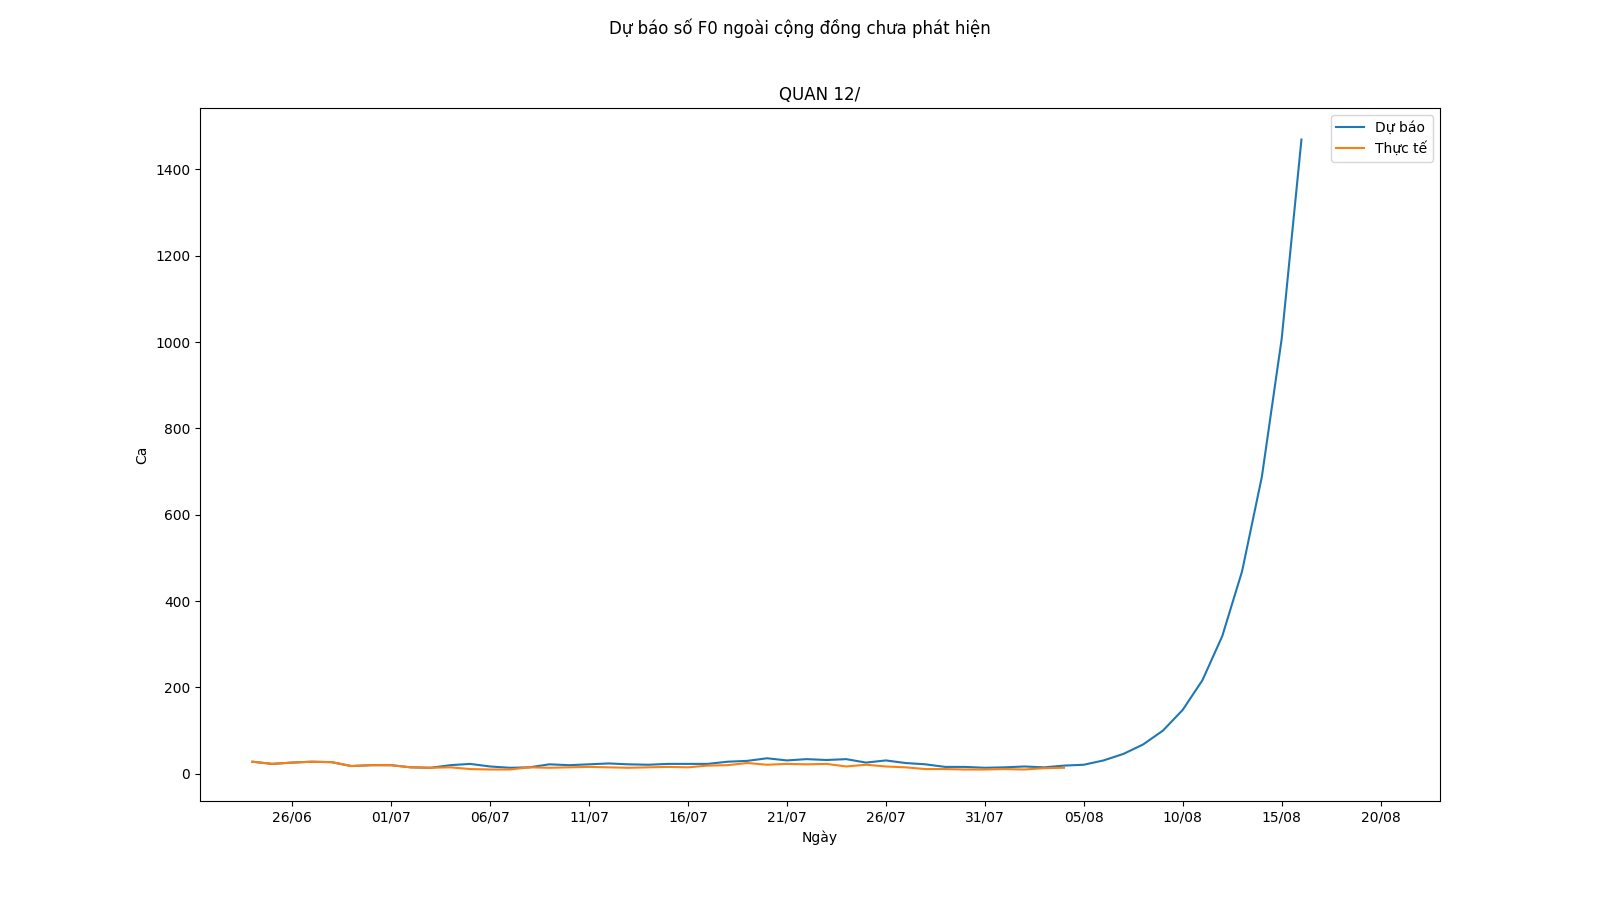 Dự báo số F0 ngoài cộng đồng chưa phát hiện
QUAN 12/
Dự báo
Thực tế
1400
1200
1000
800
600
400
200
0
Ca
26/06 01/07 06/07 11/07 16/07 21/07 26/07 31/07 05/08 10/08 15/08 20/08
Ngày